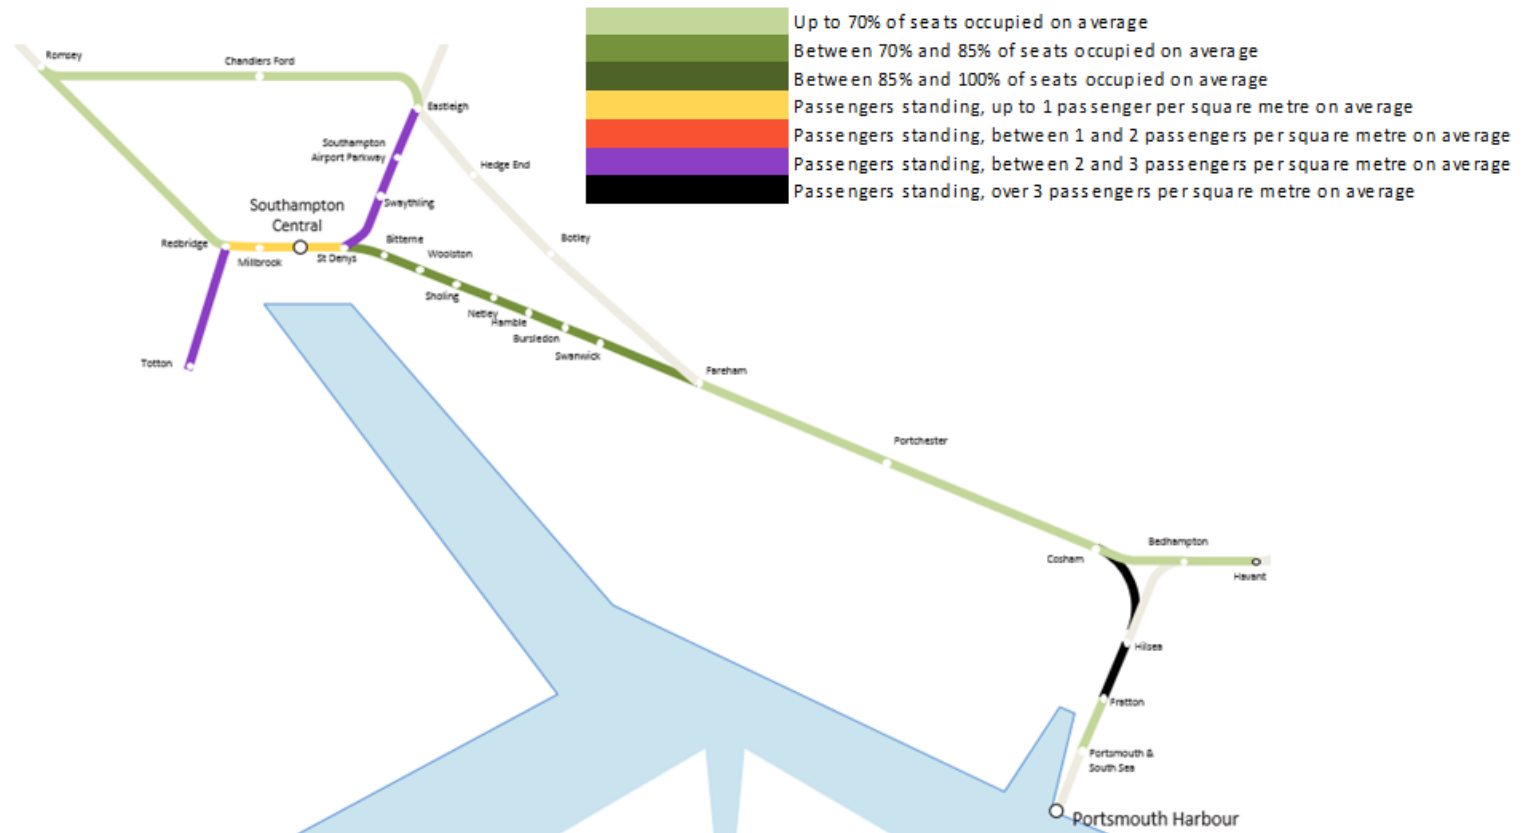 Up to 70% of seats occupied on average
Between 70% and 85% of seats occupied on average
Between 85% and 100% of seats occupied on average
Passengers standing, up to 1 passenger per square metre on average
Passengers standing, between 1 and 2 passengers per square metre on average
Passengers standing, between 2 and 3 passengers per square metre on average
Passengers standing, over 3 passengers per square metre on average
Romsey
Chandlers Ford
Eastleigh
Southampton
Airport Parkway
Hedge End
Swaythling
Southampton
Central
Redbridge
Millbrook
St Denys
Bitterne
Woolston
Botley
Sholing
Netley
Hamble
Bursledon
Swanwick
Totton
Fareham
Portchester
Cosham
Bedhampton
Havant
Hilsea
Fratton
Portsmouth &
South Sea
Portsmouth Harbour